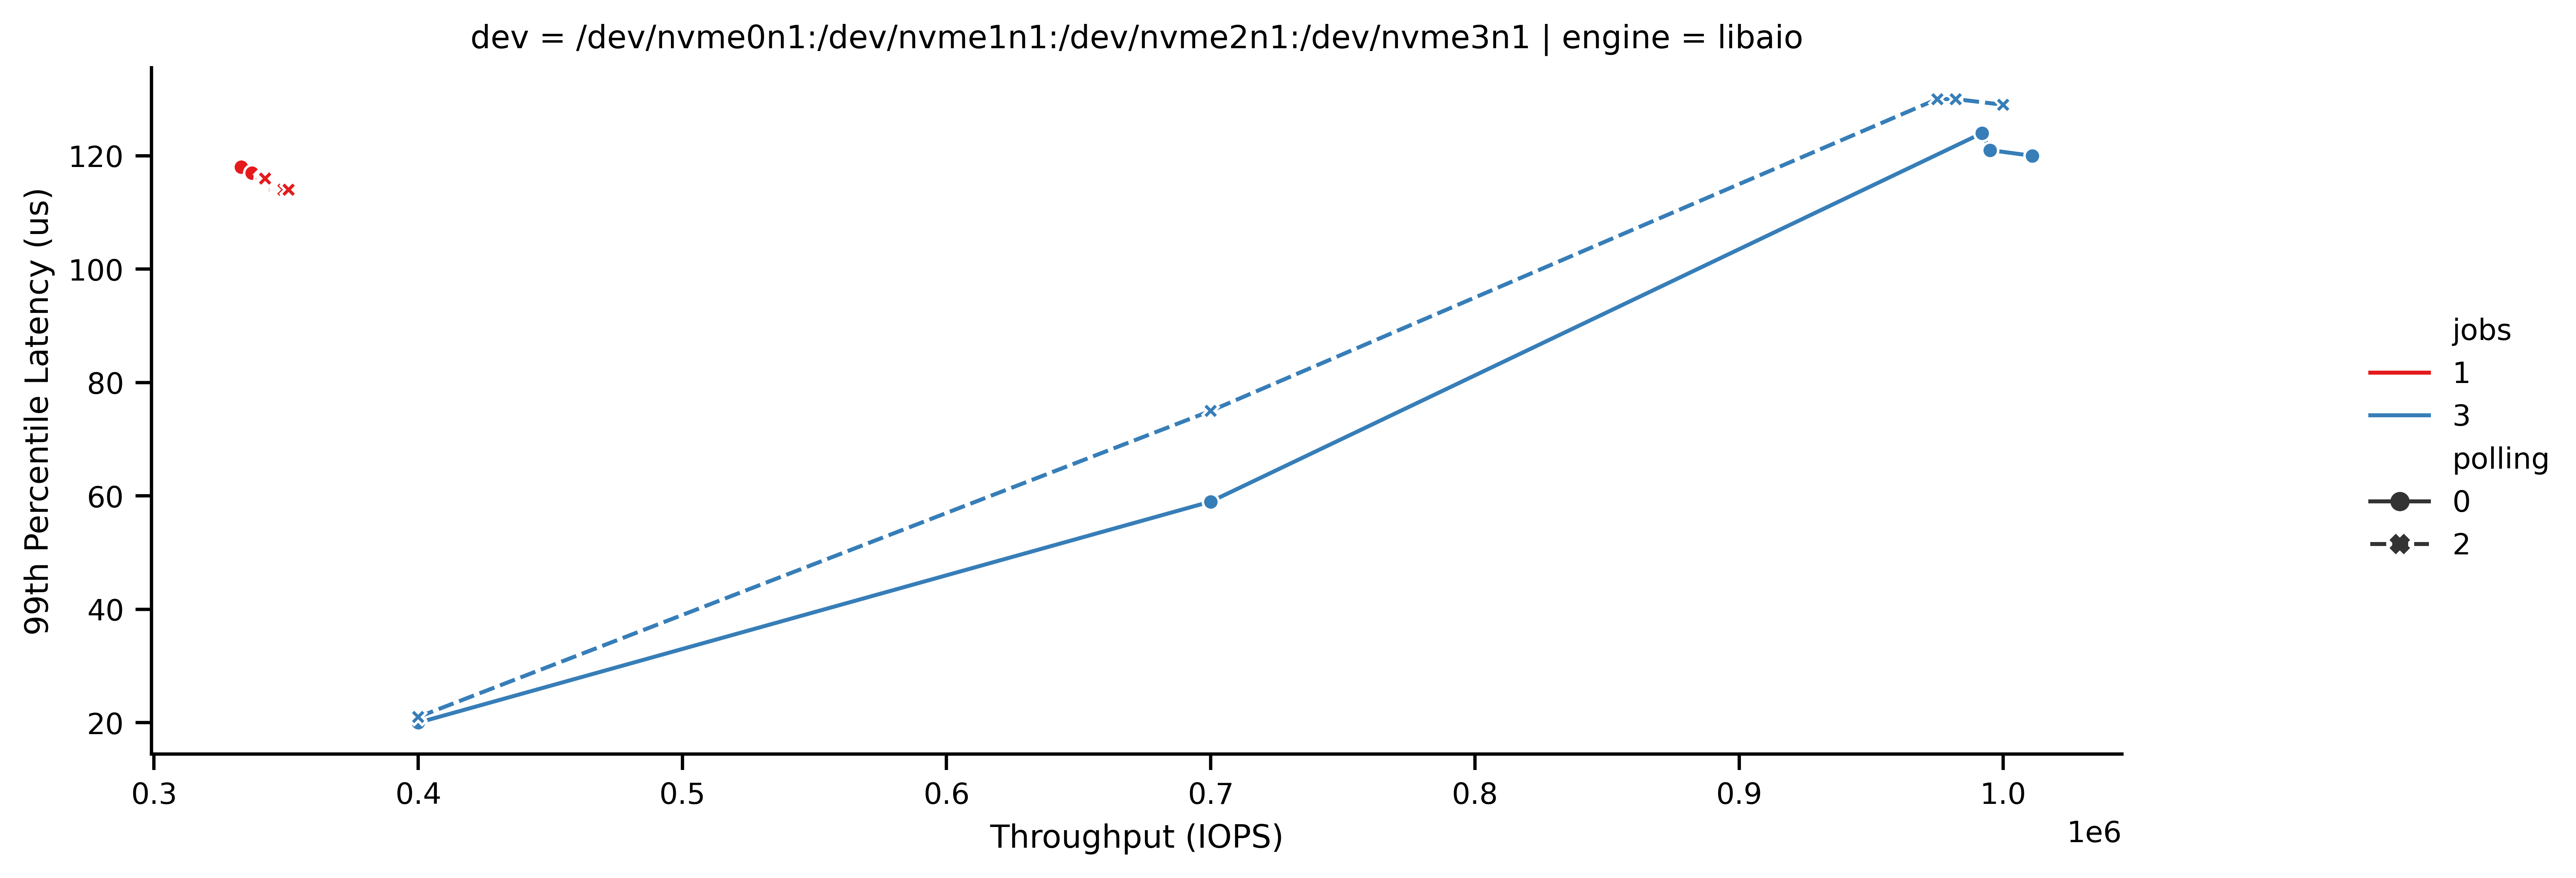 dev = /dev/nvme0n1:/dev/nvme1n1:/dev/nvme2n1:/dev/nvme3n1 | engine = libaio
99th Percentile Latency (us)
120
100
80
60
40
20
0.3 0.4 0.5 0.6 0.7 0.8 0.9 1.0
1e6
Throughput (IOPS)
jobs
1
3
polling
0
2